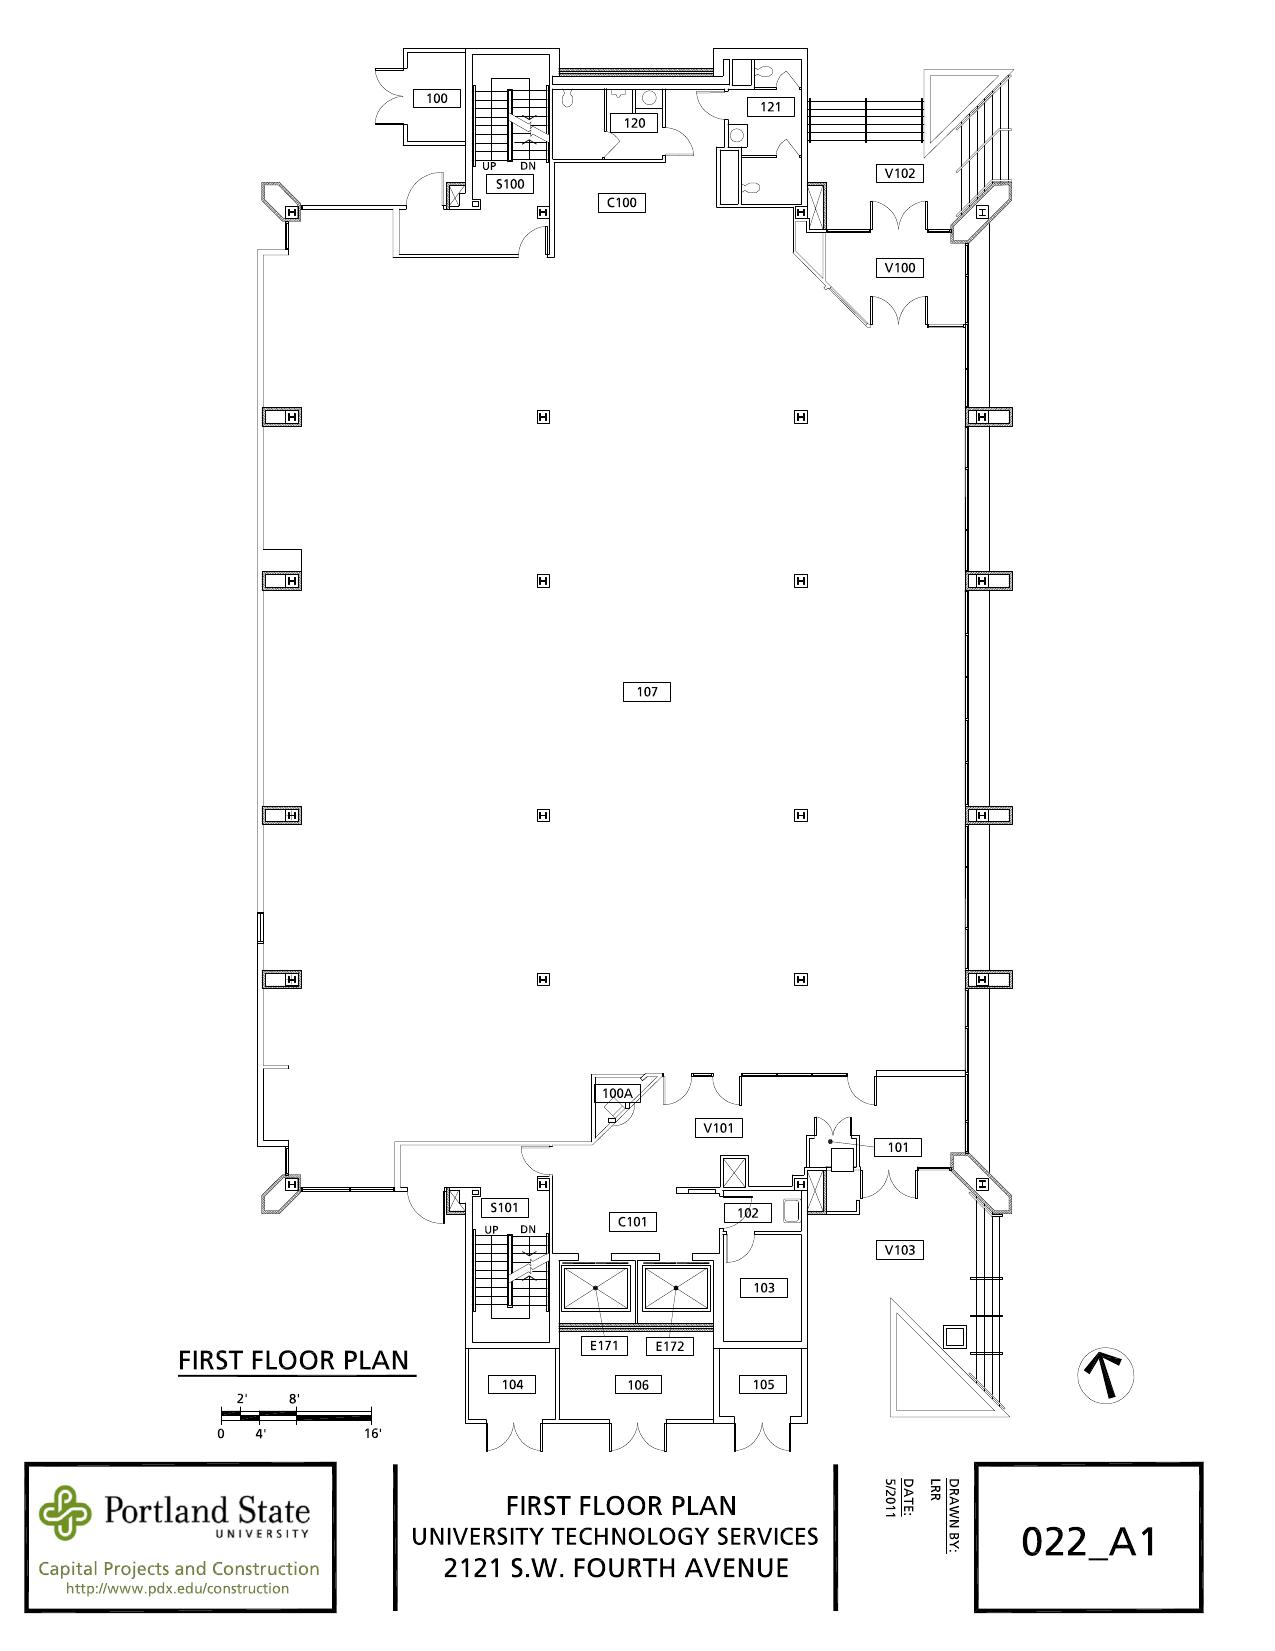 100
UP
DN
S100
120
121
C100
V102
V100
107
100A
V101
101
S101
UP
DN
C101
102
V103
103
E171
E172
104
106
105
FIRST FLOOR PLAN
2'
8'
0
4'
16'
Portland State
UNIVERSITY
Capital Projects and Construction
http://www.pdx.edu/construction
FIRST FLOOR PLAN
UNIVERSITY TECHNOLOGY SERVICES
2121 S.W. FOURTH AVENUE
DRAWN BY:
LRR
DATE:
5/2011
022_A1